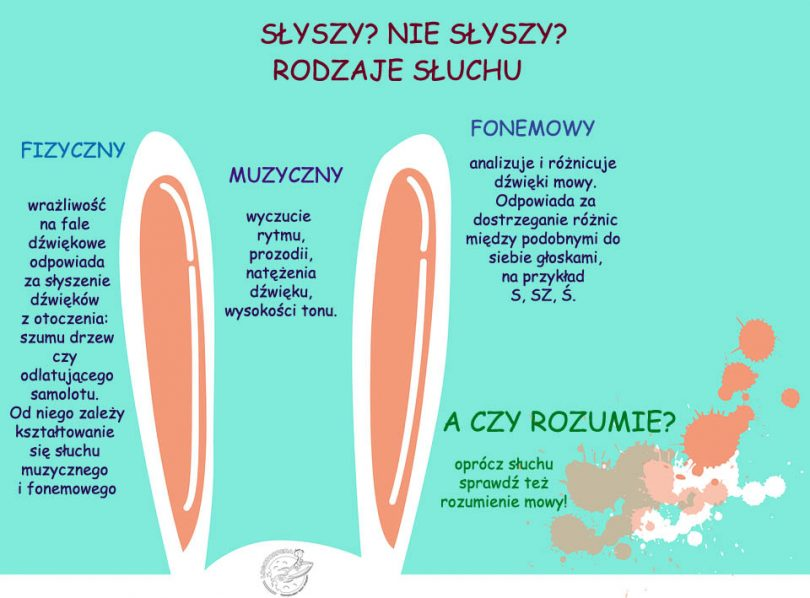 SŁYSZY? NIE SŁYSZY?
RODZAJE SŁUCHU
FIZYCZNY
wrażliwość
na fale
dźwiękowe
odpowiada
za słyszenie
dźwięków
z otoczenia:
szumu drzew
czy
odlatującego
samolotu.
Od niego zależy
kształtowanie
się słuchu
muzycznego
i fonemowego
MUZYCZNY
wyczucie
rytmu,
prozodii,
natężenia
dźwięku,
wysokości tonu.
FONEMOWY
analizuje i różnicuje
dźwięki mowy.
Odpowiada za
dostrzeganie różnic
między podobnymi do
siebie głoskami,
na przykład
S, SZ, Ś.
A CZY ROZUMIE?
oprócz słuchu
sprawdź też
rozumienie mowy!